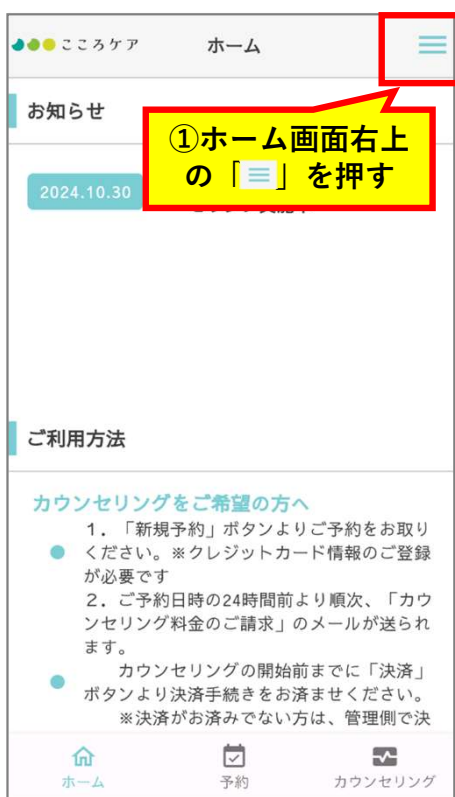 こころケア
ホーム
お知らせ
①ホーム画面右上
の「≡」を押す
2024.10.30
ご利用方法
カウンセリングをご希望の方へ
１．「新規予約」ボタンよりご予約をお取り
ください。※クレジットカード情報のご登録
が必要です
２．ご予約日時の24時間前より順次、「カウ
ンセリング料金のご請求」のメールが送られ
ます。
カウンセリングの開始前までに「決済」
ボタンより決済手続きをお済ませください。
※決済がお済みでない方は、管理側で決
ホーム
予約
カウンセリング